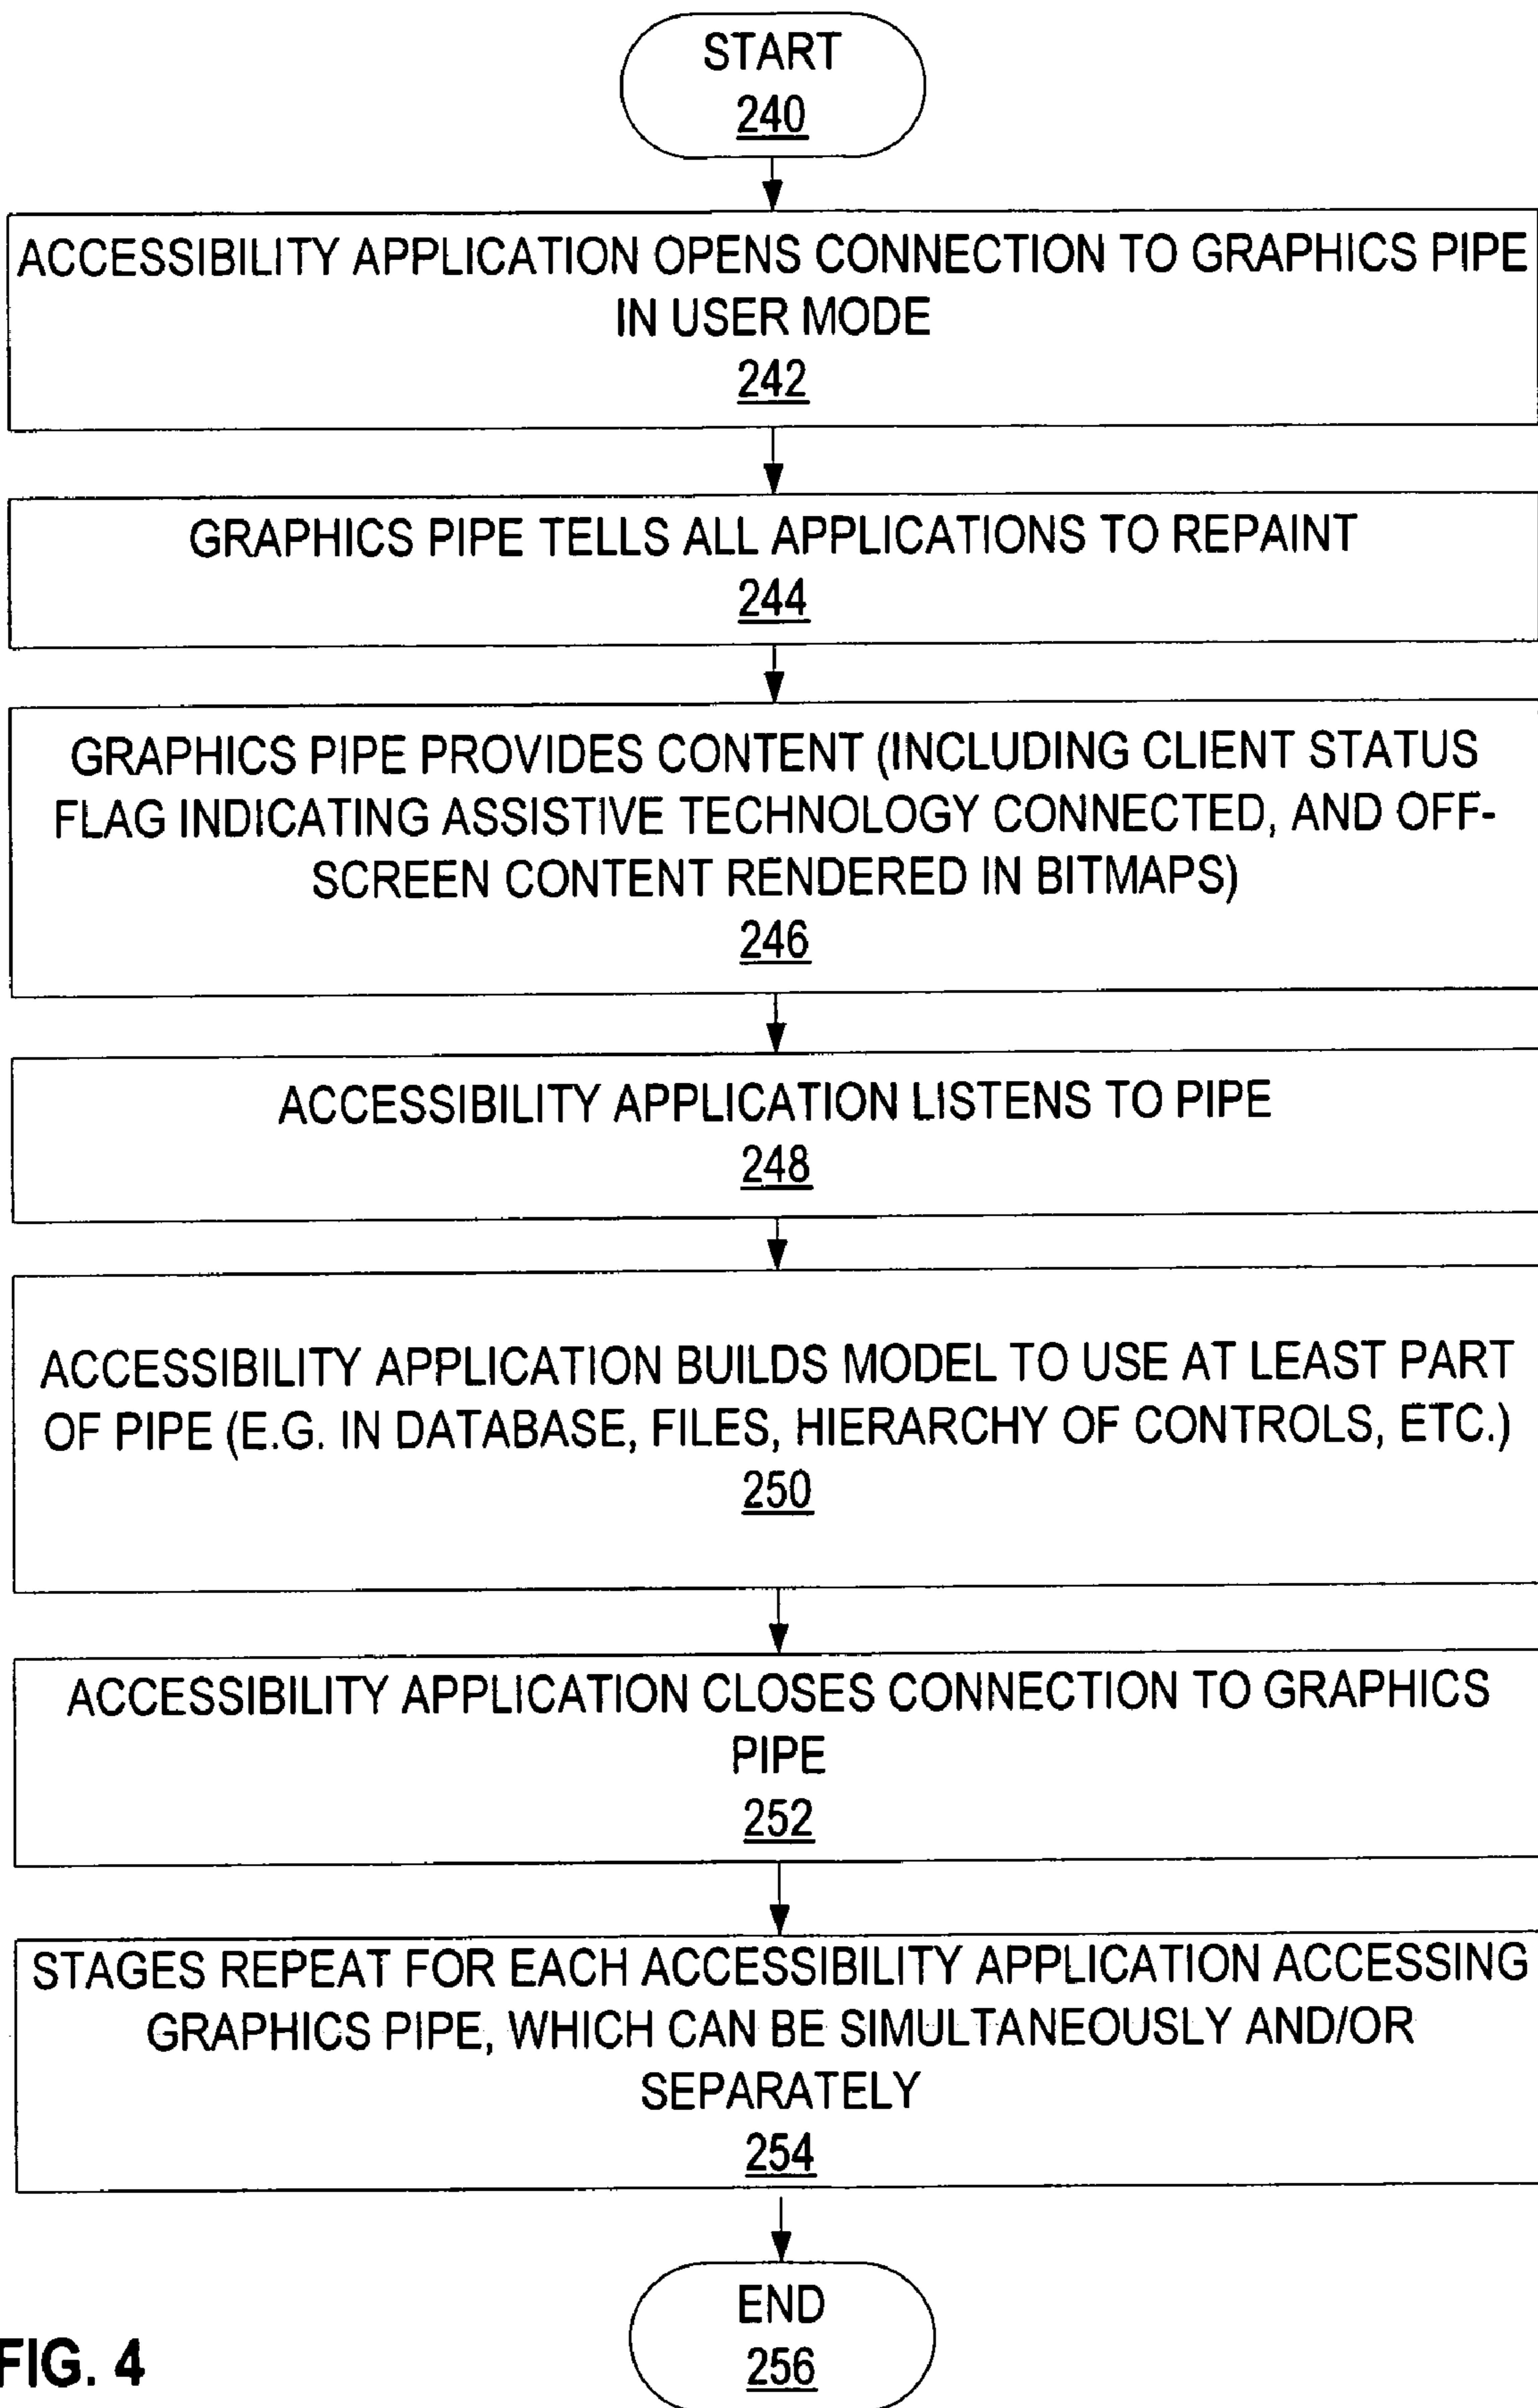 START
240
ACCESSIBILITY APPLICATION OPENS CONNECTION TO GRAPHICS PIPE
IN USER MODE
242
GRAPHICS PIPE TELLS ALL APPLICATIONS TO REPAINT
244
GRAPHICS PIPE PROVIDES CONTENT (INCLUDING CLIENT STATUS
FLAG INDICATING ASSISTIVE TECHNOLOGY CONNECTED, AND OFF-
SCREEN CONTENT RENDERED IN BITMAPS)
246
ACCESSIBILITY APPLICATION LISTENS TO PIPE
248
ACCESSIBILITY APPLICATION BUILDS MODEL TO USE AT LEAST PART
OF PIPE (E.G. IN DATABASE, FILES, HIERARCHY OF CONTROLS, ETC.)
250
ACCESSIBILITY APPLICATION CLOSES CONNECTION TO GRAPHICS
PIPE
252
STAGES REPEAT FOR EACH ACCESSIBILITY APPLICATION ACCESSING
GRAPHICS PIPE, WHICH CAN BE SIMULTANEOUSLY AND/OR
SEPARATELY
254
END
256
FIG. 4